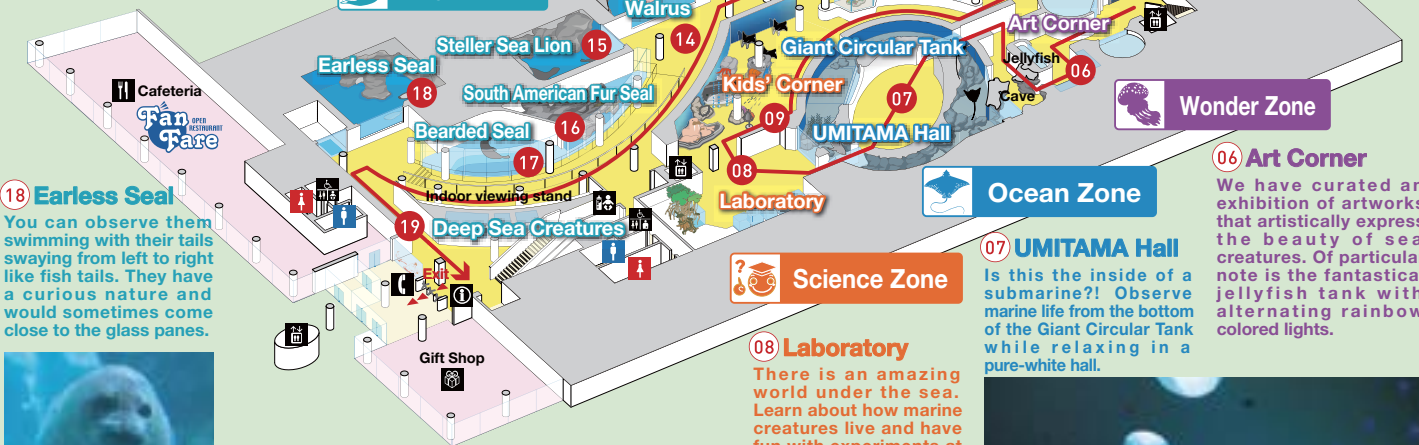 Walrus
14
Steller Sea Lion 15
Earless Seal
18
South American Fur Seal
16
Bearded Seal
17
Indoor viewing stand
19 Deep Sea Creatures
Exit
Cafeteria
Fan
Fare
OPEN
RESTAURANT
Gift Shop
Giant Circular Tank
Kids' Corner
09
07
UMITAMA Hall
08
Laboratory
Art Corner
Jellyfish
Cave
06
Wonder Zone
Ocean Zone
Science Zone
18 Earless Seal
You can observe them
swimming with their tails
swaying from left to right
like fish tails. They have
a curious nature and
would sometimes come
close to the glass panes.
08 Laboratory
There is an amazing
world under the sea.
Learn about how marine
creatures live and have
fun with experiments at
07 UMITAMA Hall
Is this the inside of a
submarine?! Observe
marine life from the bottom
of the Giant Circular Tank
while relaxing in a
pure-white hall.
06 Art Corner
We have curated an
exhibition of artworks
that artistically express
the beauty of sea
creatures. Of particular
note is the fantastical
jellyfish tank with
alternating rainbow
colored lights.